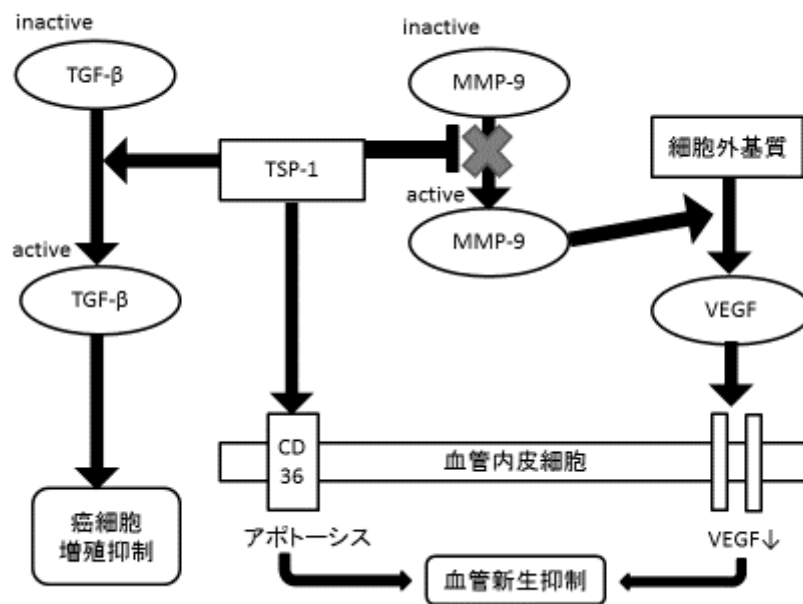 inactive
TGF-β
inactive
MMP-9
TSP-1
細胞外基質
active
MMP-9
active
TGF-β
VEGF
CD
36
血管内皮細胞
癌細胞
増殖抑制
アポトーシス
VEGF↓
血管新生抑制